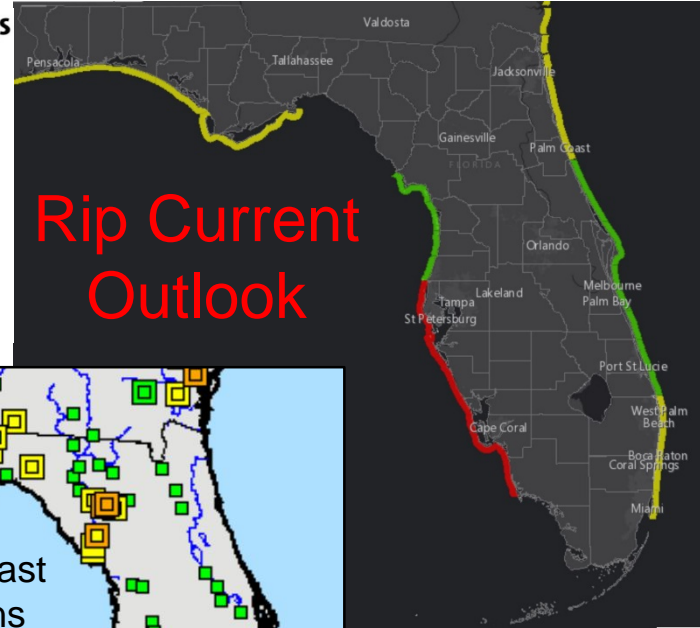 s
Valdosta
Pensacola
Tallahassee
Jacksonville
Gainesville
Palm Coast
FLORIDA
Rip Current
Outlook
Orlando
Melbourne
Palm Bay
Tampa
Lakeland
St Petersburg
Port St Lucie
West Palm
Beach
Cape Coral
Boca Raton
Coral Springs
Miami
ast
ns